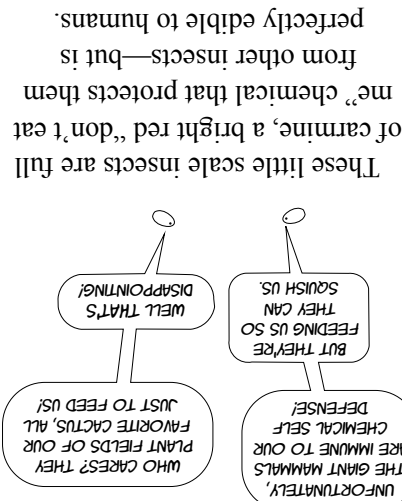 UNFORTUNATELY,
THE GIANT MAMMALS
ARE IMMUNE TO OUR
CHEMICAL SELF
DEFENSE!
WHO CARES? THEY
PLANT FIELDS OF OUR
FAVORITE CACTUS, ALL
JUST TO FEED US!
BUT THEY'RE
FEEDING US SO
THEY CAN
SQUISH US.
WELL THAT'S
DISAPPOINTING!
These little scale insects are full
of carmine, a bright red “don’t eat
me” chemical that protects them
from other insects—but is
perfectly edible to humans.